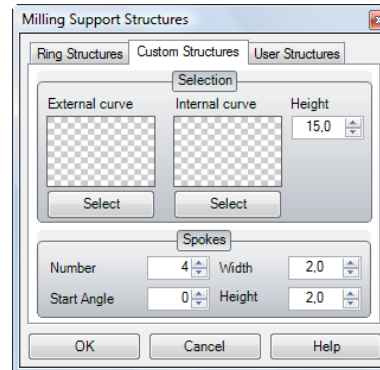 Milling Support Structures
Ring Structures Custom Structures User Structures
Selection
External curve Internal curve Height
15,0
Select Select
Spokes
Number 4 Width 2,0
Start Angle 0 Height 2,0
OK Cancel Help